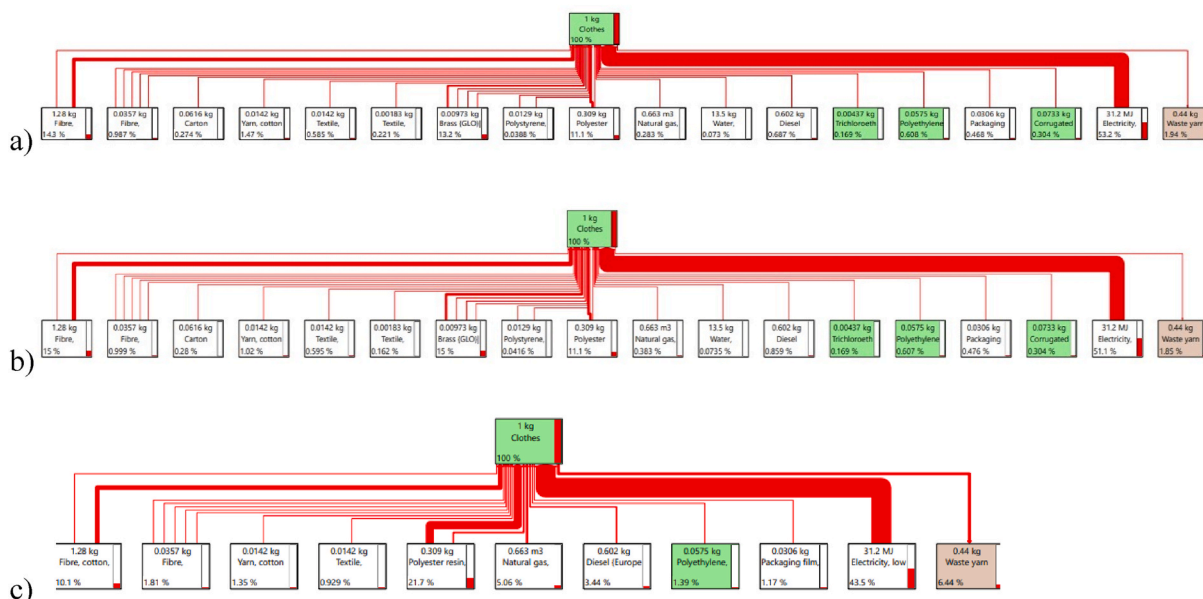 1 kg
Clothes
100 %
1.28 kg
Fibre,
14.3 %
0.0357 kg
Fibre,
0.987 %
0.0616 kg
Carton
0.274 %
0.0142 kg
Yarn, cotton
1.47 %
0.0142 kg
Textile,
0.585 %
0.00183 kg
Textile,
0.221 %
0.00973 kg
Brass {GLO}|
13.2 %
0.0129 kg
Polystyrene,
0.0388 %
0.309 kg
Polyester
11.1 %
0.663 m3
Natural gas,
0.283 %
13.5 kg
Water,
0.073 %
0.602 kg
Diesel
0.687 %
0.00437 kg
Trichloroeth
0.169 %
0.0575 kg
Polyethylene
0.608 %
0.0306 kg
Packaging
0.468 %
0.0733 kg
Corrugated
0.304 %
31.2 MJ
Electricity,
53.2 %
0.44 kg
Waste yarn
1.94 %
a)
1 kg
Clothes
100 %
1.28 kg
Fibre,
15 %
0.0357 kg
Fibre,
0.999 %
0.0616 kg
Carton
0.28 %
0.0142 kg
Yarn, cotton
1.02 %
0.0142 kg
Textile,
0.595 %
0.00183 kg
Textile,
0.162 %
0.00973 kg
Brass {GLO}|
15 %
0.0129 kg
Polystyrene,
0.0416 %
0.309 kg
Polyester
11.1 %
0.663 m3
Natural gas,
0.383 %
13.5 kg
Water,
0.0735 %
0.602 kg
Diesel
0.859 %
0.00437 kg
Trichloroeth
0.169 %
0.0575 kg
Polyethylene
0.607 %
0.0306 kg
Packaging
0.476 %
0.0733 kg
Corrugated
0.304 %
31.2 MJ
Electricity,
51.1 %
0.44 kg
Waste yarn
1.85 %
b)
1 kg
Clothes
100 %
1.28 kg
Fibre, cotton,
10.1 %
0.0357 kg
Fibre,
1.81 %
0.0142 kg
Yarn, cotton
1.35 %
0.0142 kg
Textile,
0.929 %
0.309 kg
Polyester resin,
21.7 %
0.663 m3
Natural gas,
5.06 %
0.602 kg
Diesel {Europe
3.44 %
0.0575 kg
Polyethylene,
1.39 %
0.0306 kg
Packaging film,
1.17 %
31.2 MJ
Electricity, low
43.5 %
0.44 kg
Waste yarn
6.44 %
c)